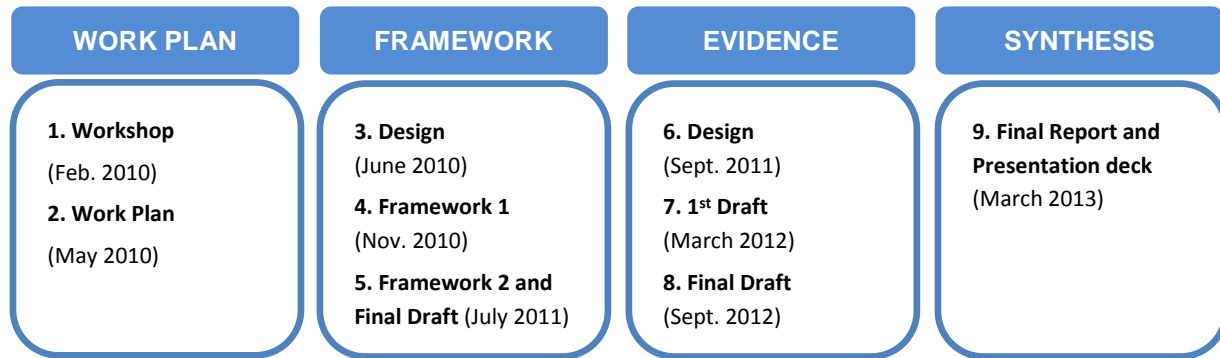 WORK PLAN
1. Workshop
(Feb. 2010)
2. Work Plan
(May 2010)
FRAMEWORK
3. Design
(June 2010)
4. Framework 1
(Nov. 2010)
5. Framework 2 and
Final Draft (July 2011)
EVIDENCE
6. Design
(Sept. 2011)
7. 1st Draft
(March 2012)
8. Final Draft
(Sept. 2012)
SYNTHESIS
9. Final Report and
Presentation deck
(March 2013)